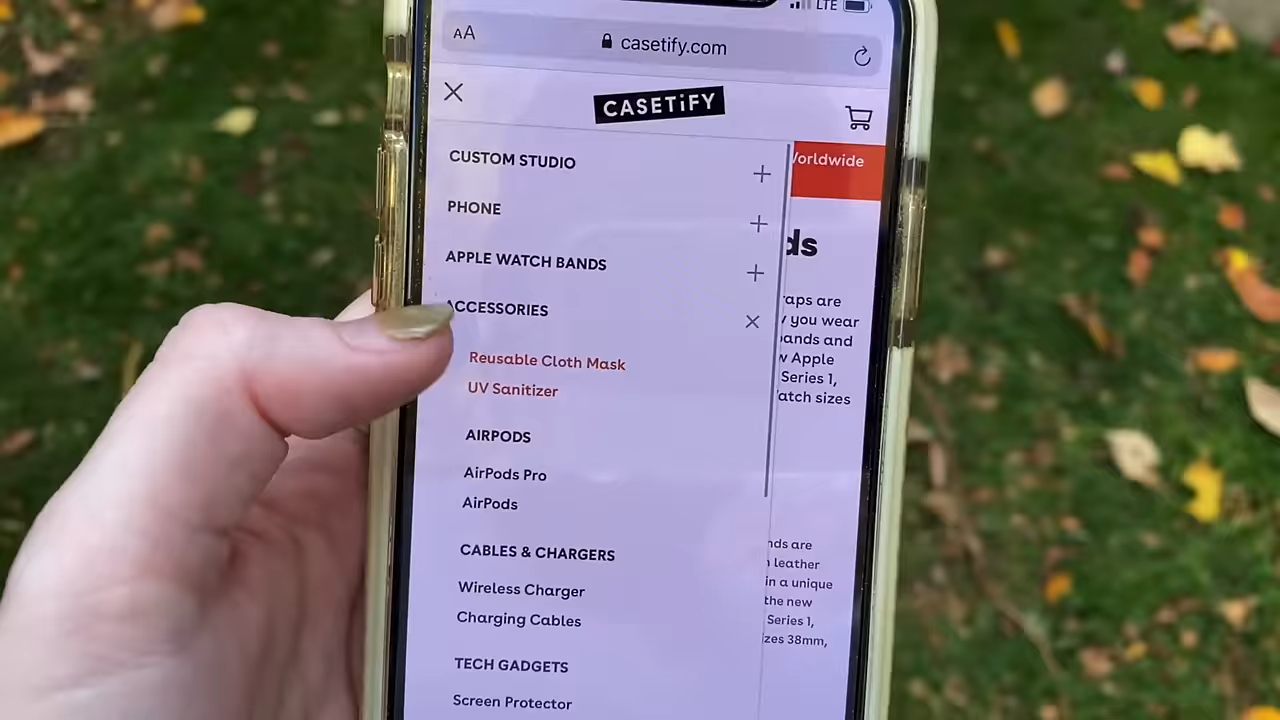 LTE
AA
casetify.com
CASETiFY
CUSTOM STUDIO
PHONE
APPLE WATCH BANDS
ACCESSORIES
Reusable Cloth Mask
UV Sanitizer
AIRPODS
AirPods Pro
AirPods
CABLES & CHARGERS
Wireless Charger
Charging Cables
TECH GADGETS
Screen Protector
orldwide
ds
aps are
you wear
ands and
Apple
Series 1,
atch sizes
nds are
leather
in a unique
the new
Series 1,
zes 38mm,